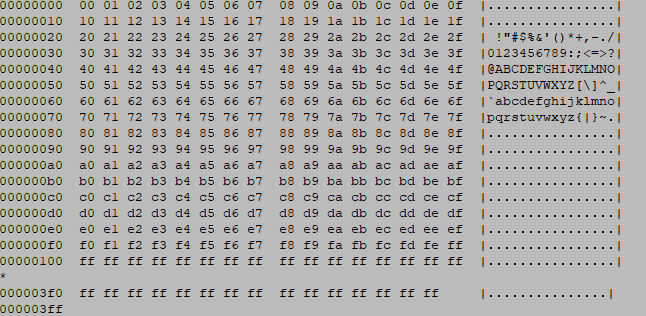 00000000  00 01 02 03 04 05 06 07  08 09 0a 0b 0c 0d 0e 0f  |................|
00000010  10 11 12 13 14 15 16 17  18 19 1a 1b 1c 1d 1e 1f  |................|
00000020  20 21 22 23 24 25 26 27  28 29 2a 2b 2c 2d 2e 2f  | !"#$%&'()*+,-./|
00000030  30 31 32 33 34 35 36 37  38 39 3a 3b 3c 3d 3e 3f  |0123456789:;<=>?|
00000040  40 41 42 43 44 45 46 47  48 49 4a 4b 4c 4d 4e 4f  |@ABCDEFGHIJKLMNO|
00000050  50 51 52 53 54 55 56 57  58 59 5a 5b 5c 5d 5e 5f  |PQRSTUVWXYZ[\]^_|
00000060  60 61 62 63 64 65 66 67  68 69 6a 6b 6c 6d 6e 6f  |`abcdefghijklmno|
00000070  70 71 72 73 74 75 76 77  78 79 7a 7b 7c 7d 7e 7f  |pqrstuvwxyz{|}~.|
00000080  80 81 82 83 84 85 86 87  88 89 8a 8b 8c 8d 8e 8f  |................|
00000090  90 91 92 93 94 95 96 97  98 99 9a 9b 9c 9d 9e 9f  |................|
000000a0  a0 a1 a2 a3 a4 a5 a6 a7  a8 a9 aa ab ac ad ae af  |................|
000000b0  b0 b1 b2 b3 b4 b5 b6 b7  b8 b9 ba bb bc bd be bf  |................|
000000c0  c0 c1 c2 c3 c4 c5 c6 c7  c8 c9 ca cb cc cd ce cf  |................|
000000d0  d0 d1 d2 d3 d4 d5 d6 d7  d8 d9 da db dc dd de df  |................|
000000e0  e0 e1 e2 e3 e4 e5 e6 e7  e8 e9 ea eb ec ed ee ef  |................|
000000f0  f0 f1 f2 f3 f4 f5 f6 f7  f8 f9 fa fb fc fd fe ff  |................|
00000100  ff ff ff ff ff ff ff ff  ff ff ff ff ff ff ff ff  |................|
*
000003f0  ff ff ff ff ff ff ff ff  ff ff ff ff ff ff ff     |...............|
000003ff